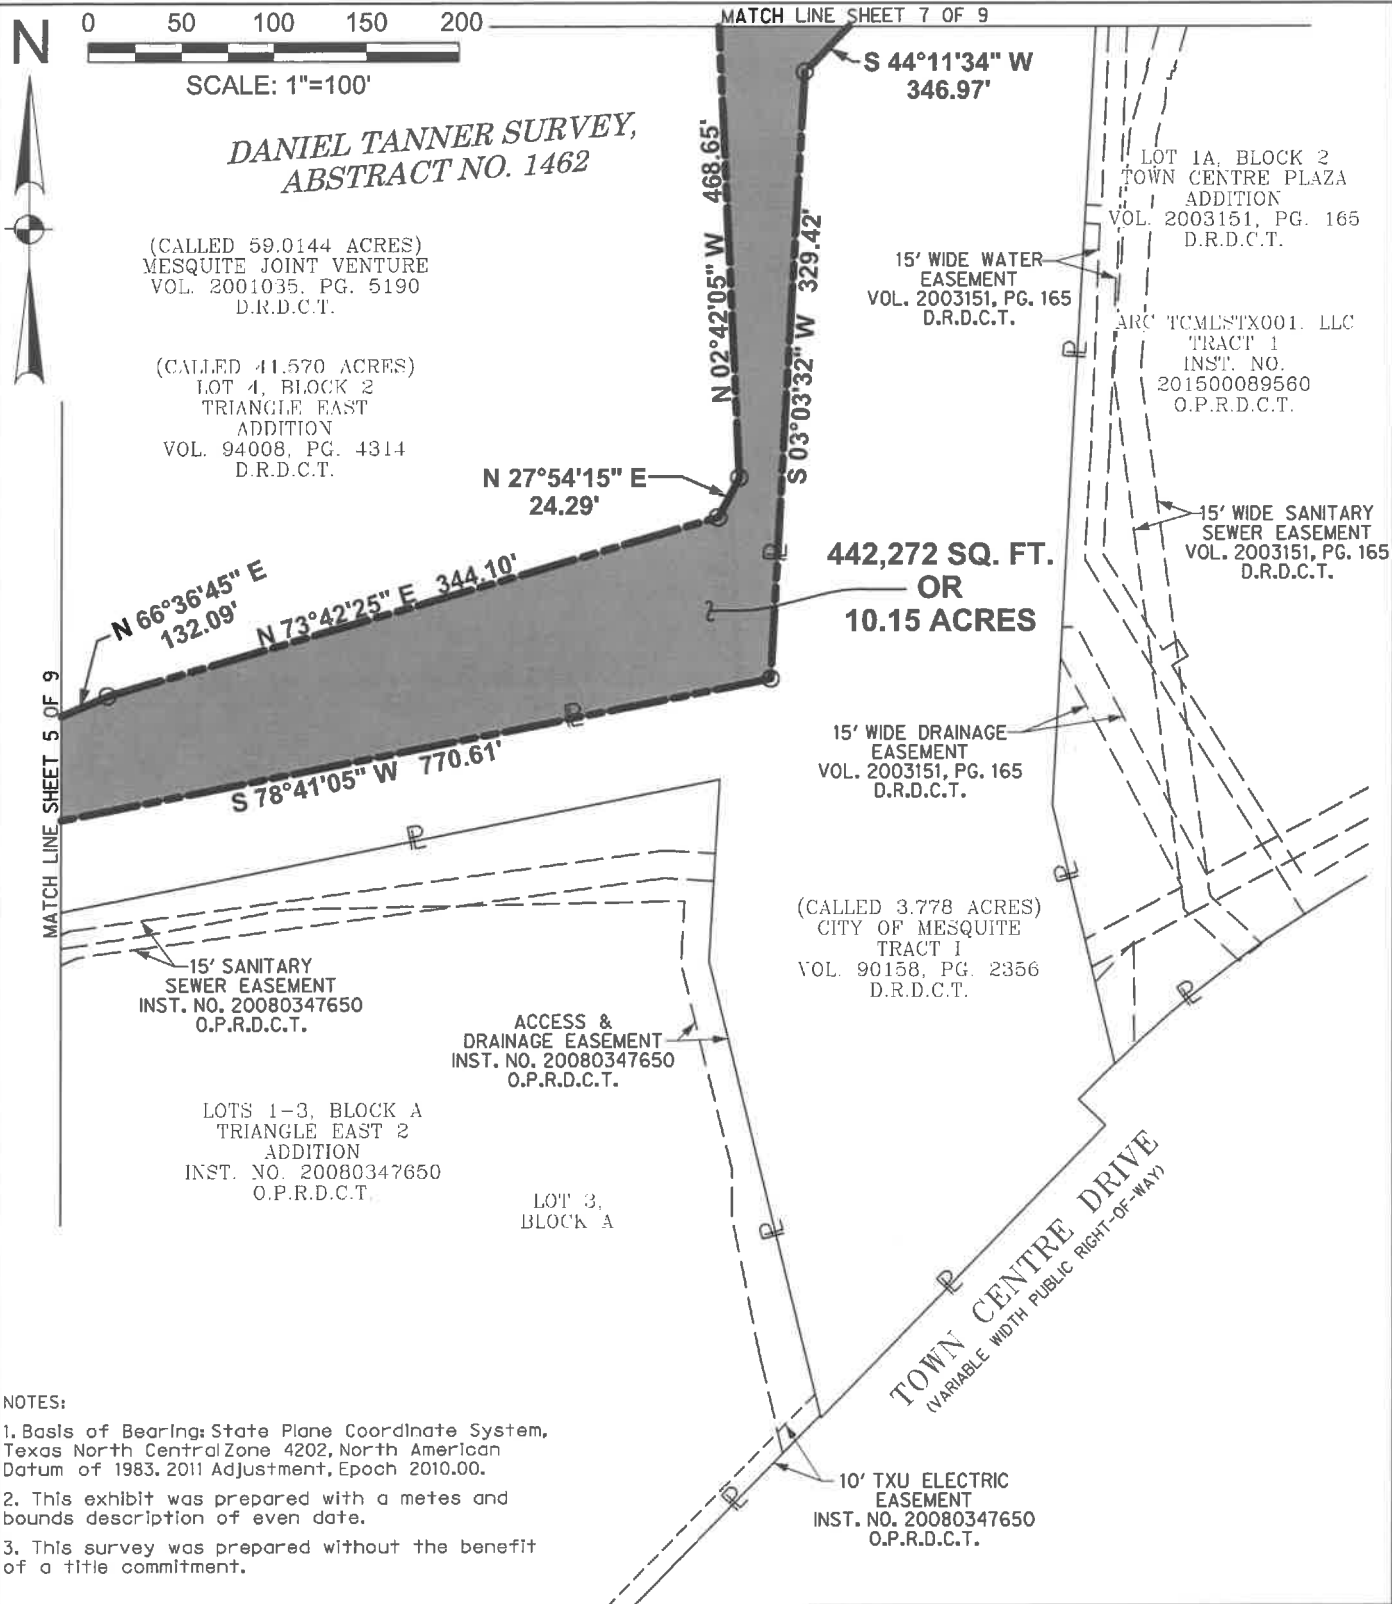 MATCH LINE SHEET 7 OF 9
N
0 50 100 150 200
SCALE: 1"=100'
DANIEL TANNER SURVEY,
ABSTRACT NO. 1462
(CALLED 59.0144 ACRES)
MESQUITE JOINT VENTURE
VOL. 2001035, PG. 5190
D.R.D.C.T.
(CALLED 41.570 ACRES)
LOT 4, BLOCK 2
TRIANGLE EAST
ADDITION
VOL. 94008, PG. 4314
D.R.D.C.T.
N 02°42'05" W 468.65'
S 03°03'32" W 329.42'
S 44°11'34" W
346.97'
15' WIDE WATER
EASEMENT
VOL. 2003151, PG. 165
D.R.D.C.T.
LOT 1A, BLOCK 2
TOWN CENTRE PLAZA
ADDITION
VOL. 2003151, PG. 165
D.R.D.C.T.
ARC TCMESTX001, LLC
TRACT 1
INST. NO.
201500089560
O.P.R.D.C.T.
PL
N 27°54'15" E
24.29'
15' WIDE SANITARY
SEWER EASEMENT
VOL. 2003151, PG. 165
D.R.D.C.T.
PL
442,272 SQ. FT.
OR
10.15 ACRES
N 66°36'45" E
132.09'
N 73°42'25" E 344.10'
MATCH LINE SHEET 5 OF 9
PL
S 78°41'05" W 770.61'
15' WIDE DRAINAGE
EASEMENT
VOL. 2003151, PG. 165
D.R.D.C.T.
PL
PL
(CALLED 3.778 ACRES)
CITY OF MESQUITE
TRACT I
VOL. 90158, PG. 2356
D.R.D.C.T.
PL
15' SANITARY
SEWER EASEMENT
INST. NO. 20080347650
O.P.R.D.C.T.
ACCESS &
DRAINAGE EASEMENT
INST. NO. 20080347650
O.P.R.D.C.T.
LOTS 1-3, BLOCK A
TRIANGLE EAST 2
ADDITION
INST. NO. 20080347650
O.P.R.D.C.T.
LOT 3,
BLOCK A
PL
PL
TOWN CENTRE DRIVE
(VARIABLE WIDTH PUBLIC RIGHT-OF-WAY)
10' TXU ELECTRIC
EASEMENT
INST. NO. 20080347650
O.P.R.D.C.T.
PL
NOTES:
1. Basis of Bearing: State Plane Coordinate System,
Texas North Central Zone 4202, North American
Datum of 1983. 2011 Adjustment, Epoch 2010.00.
2. This exhibit was prepared with a metes and
bounds description of even date.
3. This survey was prepared without the benefit
of a title commitment.